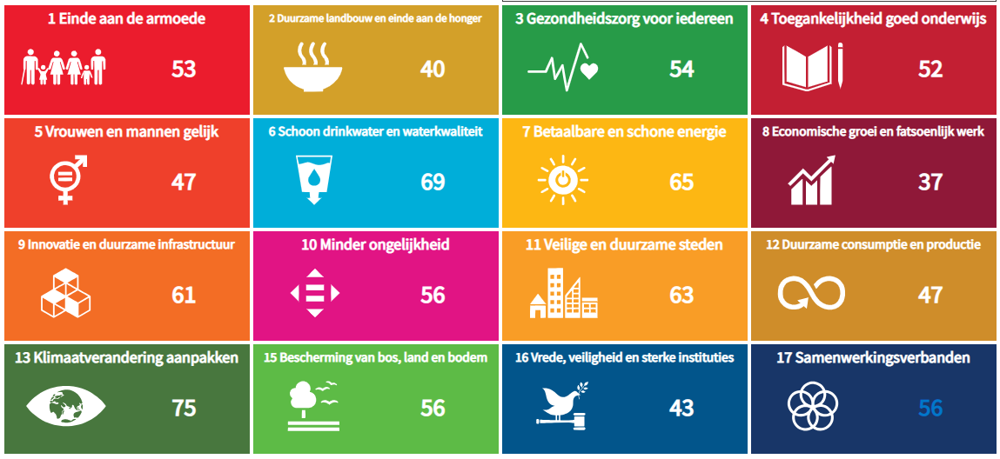 1 Einde aan de armoede
53
2 Duurzame landbouw en einde aan de honger
40
3 Gezondheidszorg voor iedereen
54
4 Toegankelijkheid goed onderwijs
52
5 Vrouwen en mannen gelijk
47
6 Schoon drinkwater en waterkwaliteit
69
7 Betaalbare en schone energie
65
8 Economische groei en fatsoenlijk werk
37
9 Innovatie en duurzame infrastructuur
61
10 Minder ongelijkheid
56
11 Veilige en duurzame steden
63
12 Duurzame consumptie en productie
47
13 Klimaatverandering aanpakken
75
15 Bescherming van bos, land en bodem
56
16 Vrede, veiligheid en sterke instituties
43
17 Samenwerkingsverbanden
56